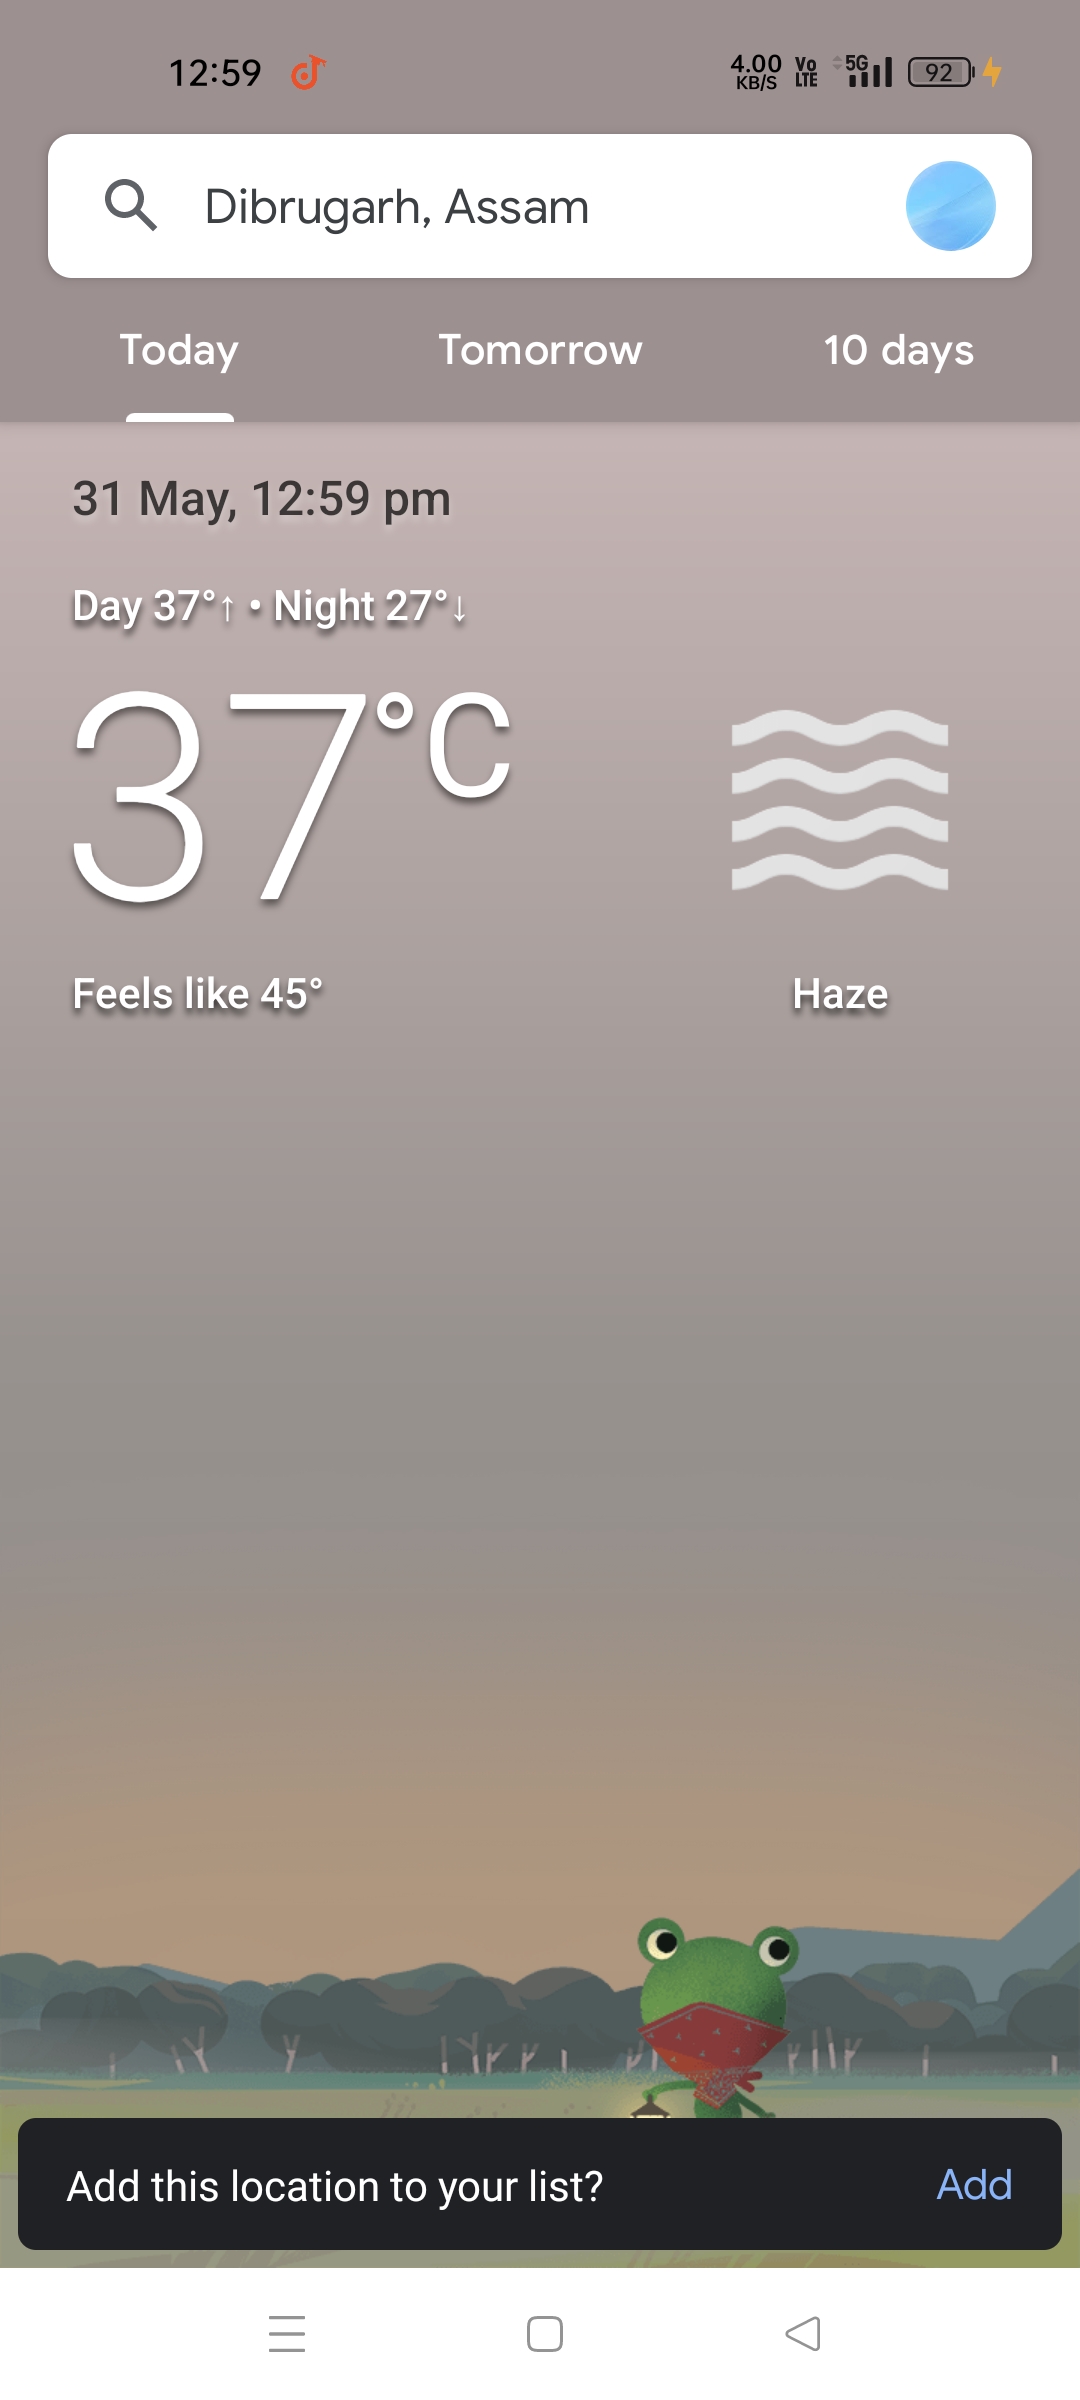 12:59
4.00 KB/S Vo LTE 5G 92
Dibrugarh, Assam
Today Tomorrow 10 days
31 May, 12:59 pm
Day 37°↑ • Night 27°↓
37°C
Feels like 45° Haze
Add this location to your list? Add